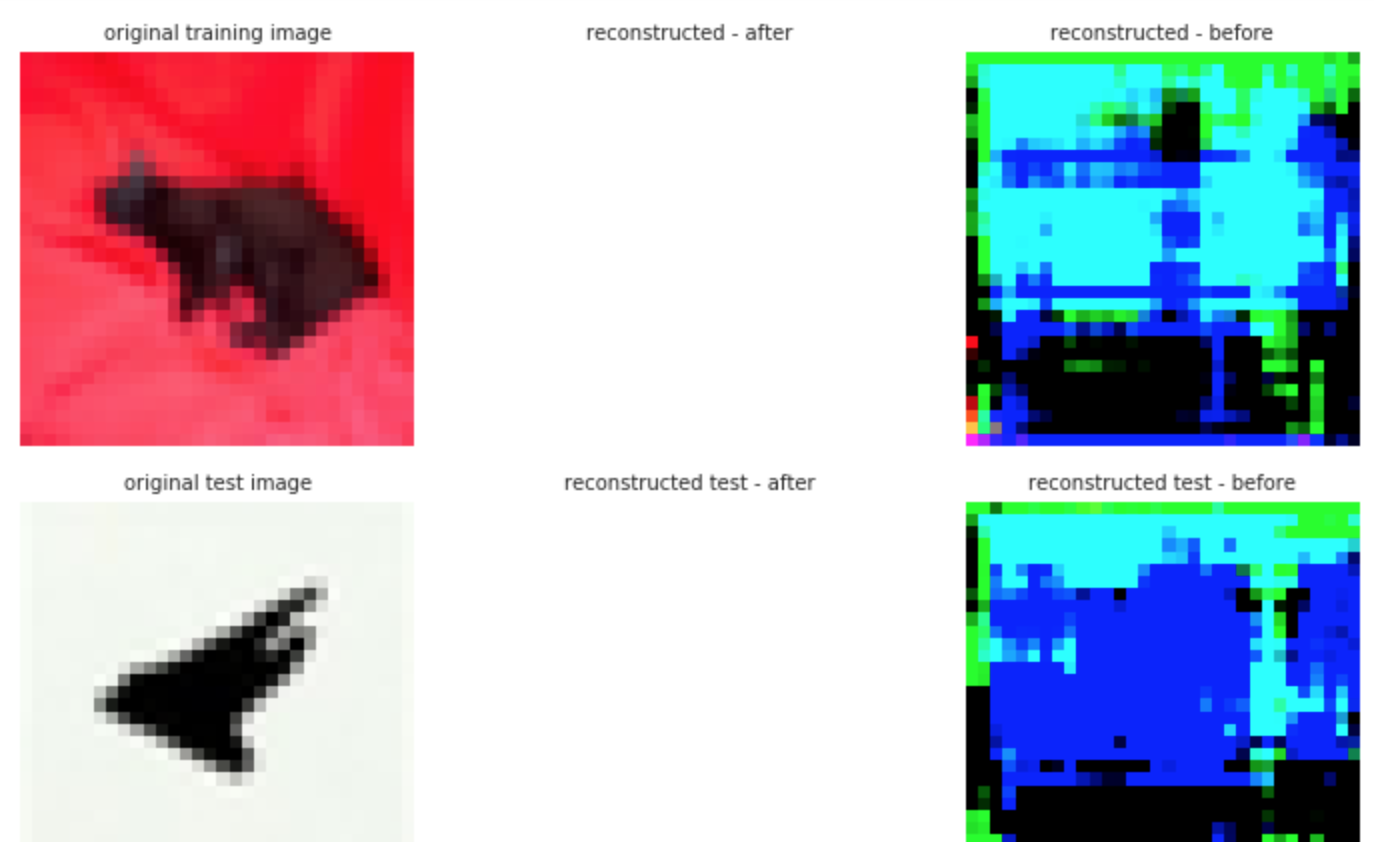 original training image
reconstructed - after
reconstructed - before
original test image
reconstructed test - after
reconstructed test - before